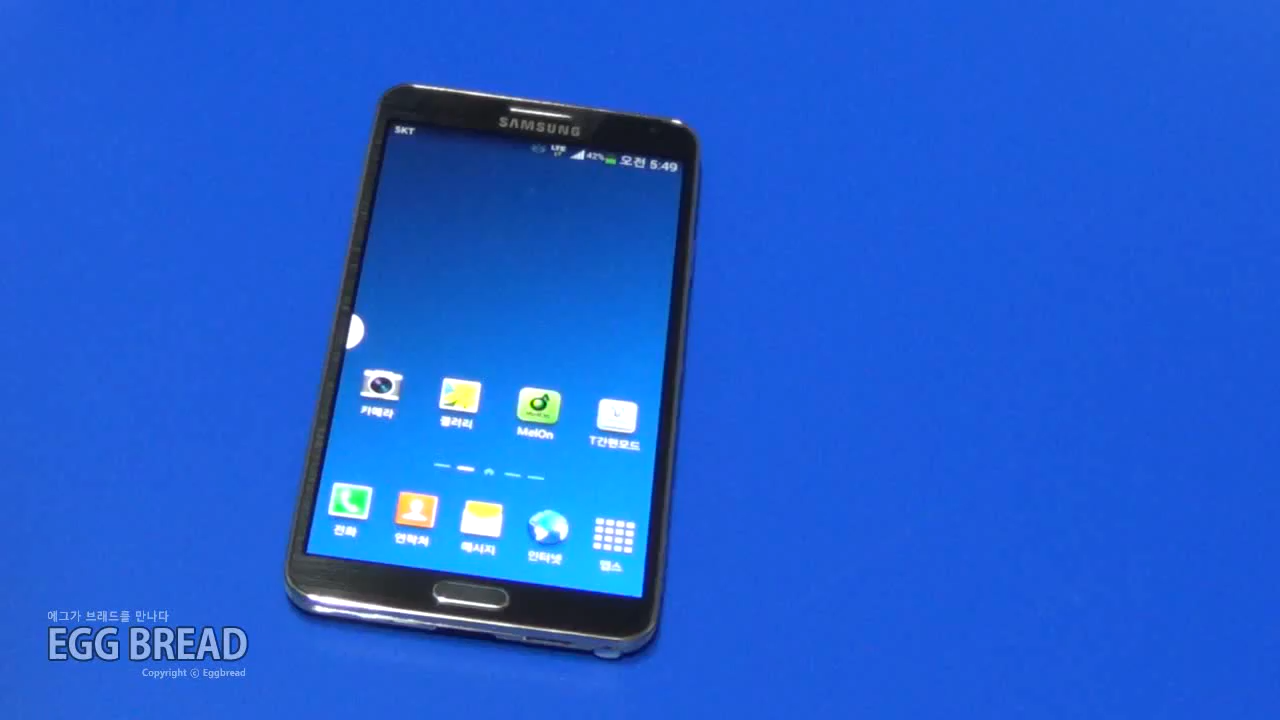 SAMSUNG
SKT
LTE 42% 오전 5:49
카메라 갤러리 MelOn T간편모드
전화 연락처 메시지 인터넷 앱스
에그가 브레드를 만나다
EGG BREAD
Copyright ⓒ Eggbread